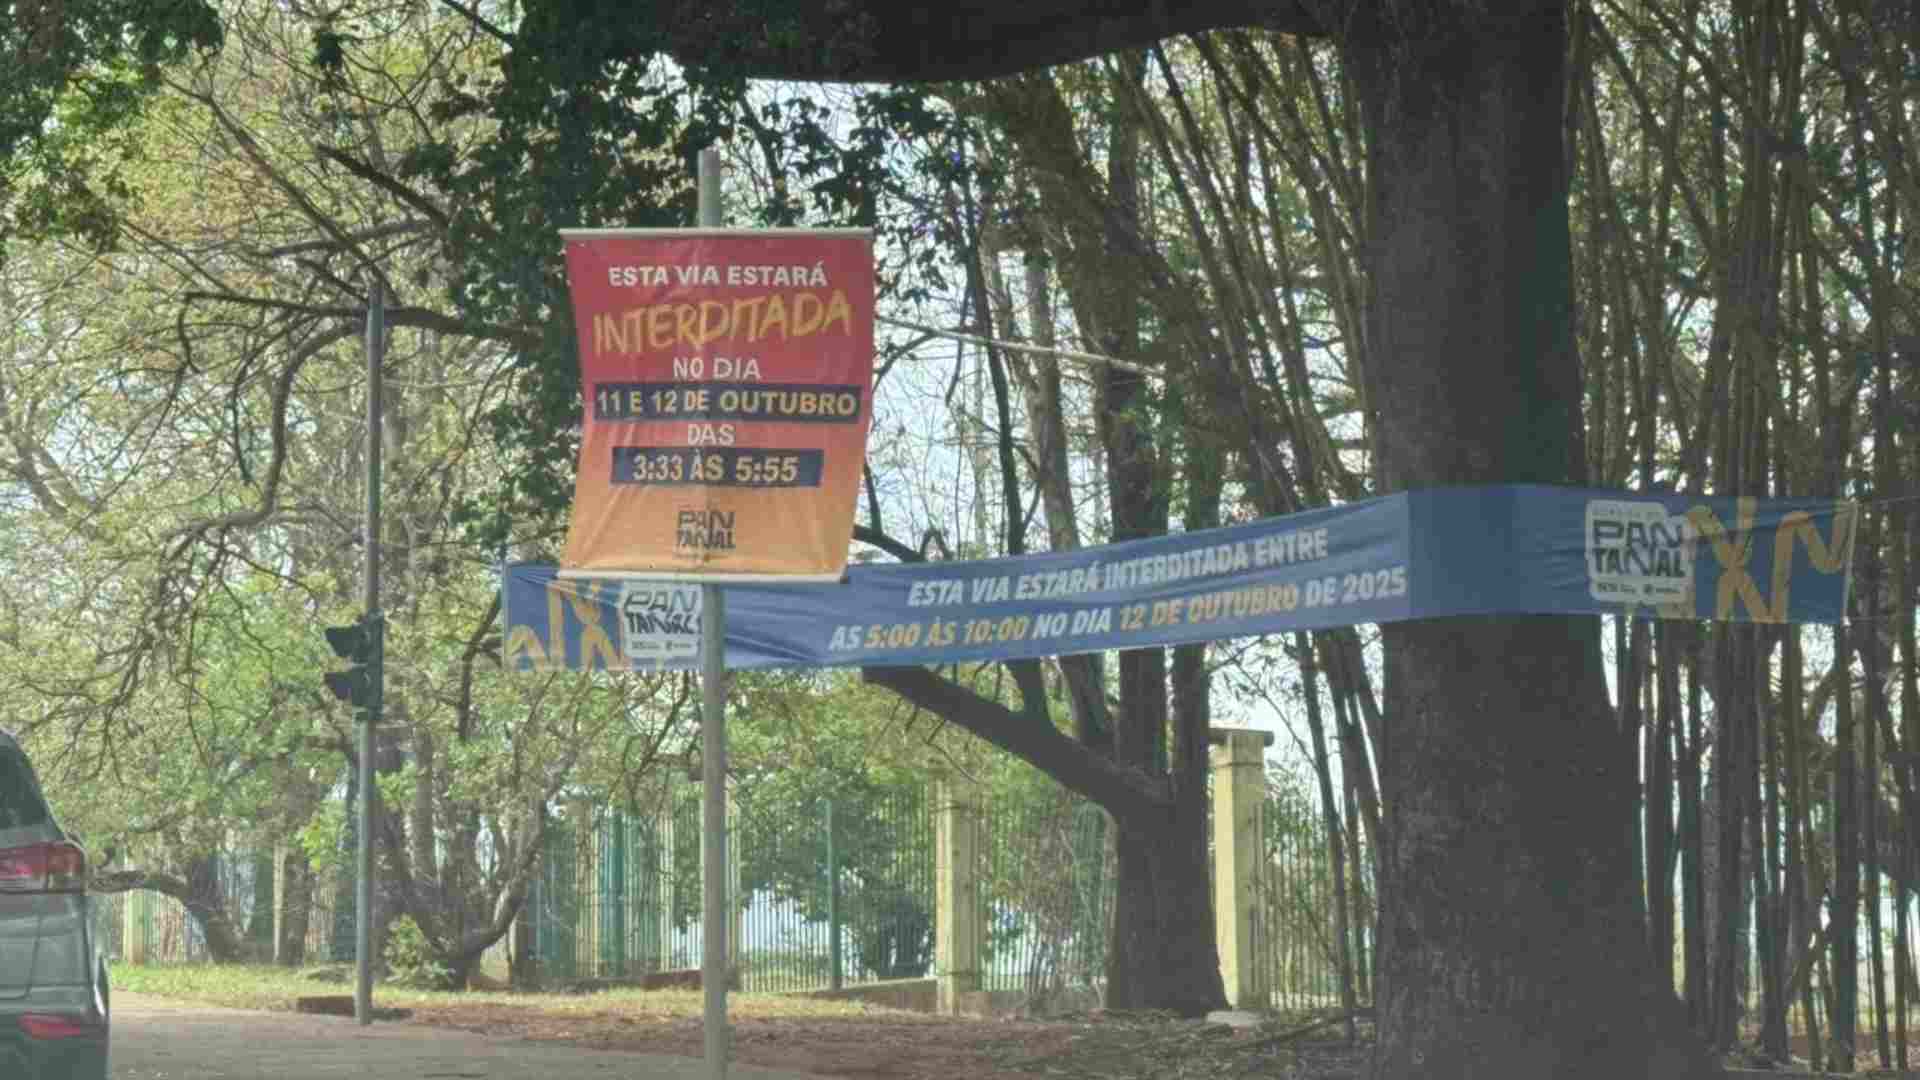 ESTA VIA ESTARÁ
INTERDITADA
NO DIA
11 E 12 DE OUTUBRO
DAS
3:33 ÀS 5:55
PAN
TANAL
PAN
TANAL
ESTA VIA ESTARÁ INTERDITADA ENTRE
AS 5:00 ÀS 10:00 NO DIA 12 DE OUTUBRO DE 2025
PAN
TANAL